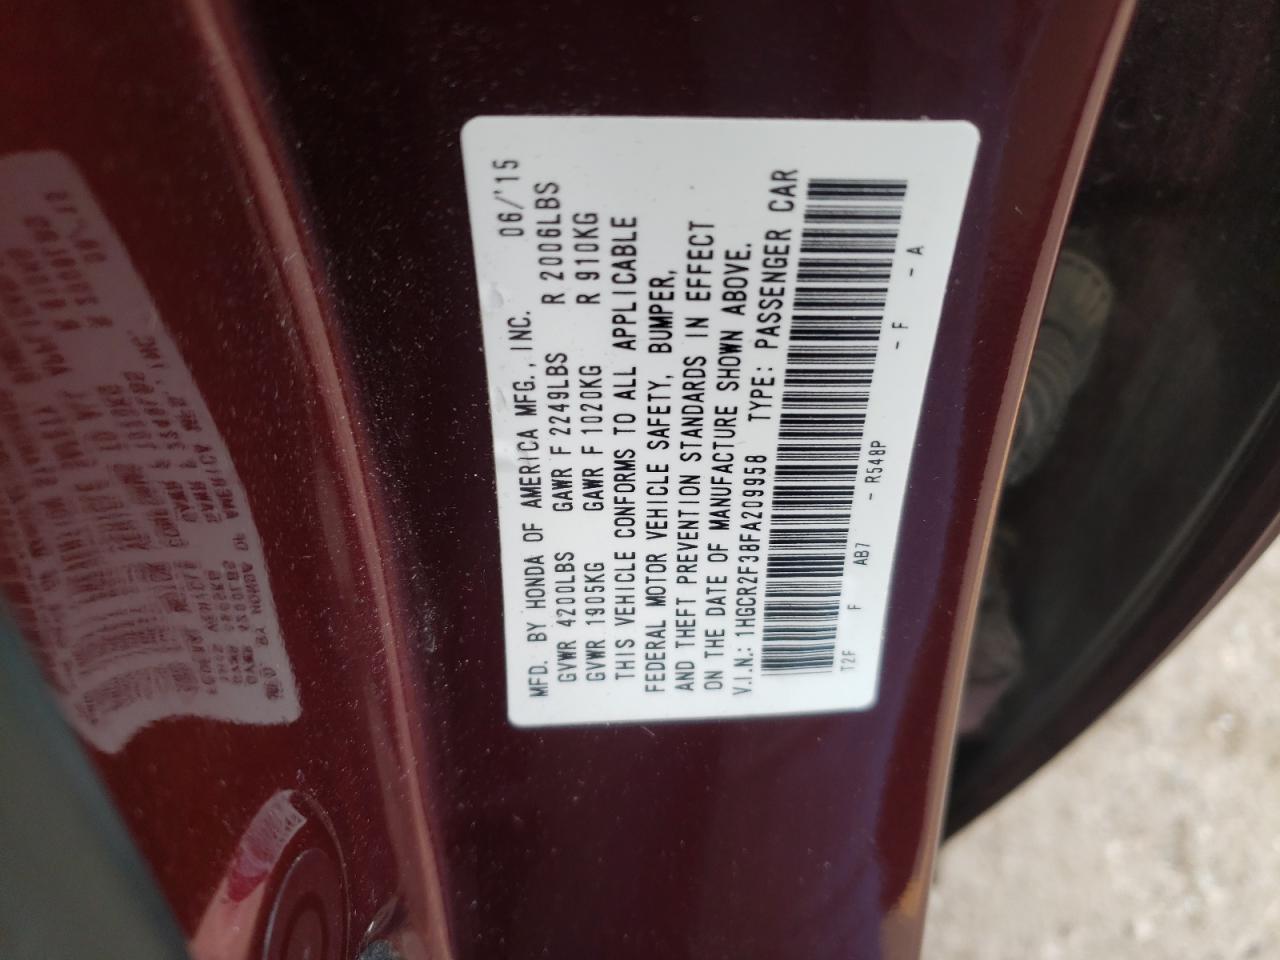 MFD. BY HONDA OF AMERICA MFG., INC. 06/'15
GVWR 4200LBS GAWR F 2249LBS R 2006LBS
GVWR 1905KG GAWR F 1020KG R 910KG
THIS VEHICLE CONFORMS TO ALL APPLICABLE
FEDERAL MOTOR VEHICLE SAFETY, BUMPER,
AND THEFT PREVENTION STANDARDS IN EFFECT
ON THE DATE OF MANUFACTURE SHOWN ABOVE.
V.I.N.: 1HGCR2F38FA209958 TYPE: PASSENGER CAR
T2F F AB7 - R548P - F - A